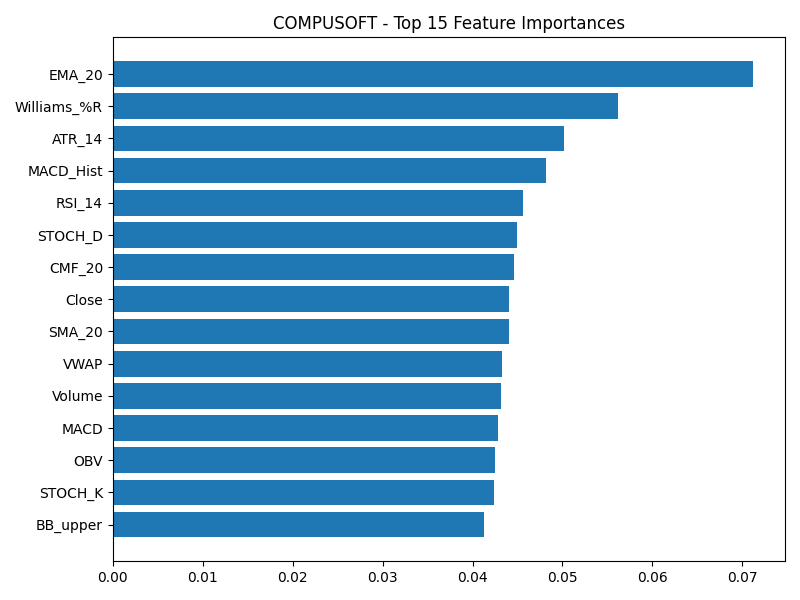 COMPUSOFT - Top 15 Feature Importances
EMA_20
Williams_%R
ATR_14
MACD_Hist
RSI_14
STOCH_D
CMF_20
Close
SMA_20
VWAP
Volume
MACD
OBV
STOCH_K
BB_upper
0.00 0.01 0.02 0.03 0.04 0.05 0.06 0.07